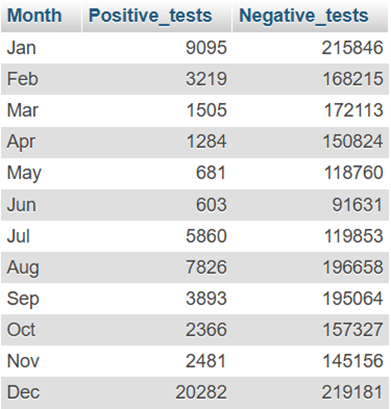 Month Positive_tests Negative_tests
Jan 9095 215846
Feb 3219 168215
Mar 1505 172113
Apr 1284 150824
May 681 118760
Jun 603 91631
Jul 5860 119853
Aug 7826 196658
Sep 3893 195064
Oct 2366 157327
Nov 2481 145156
Dec 20282 219181